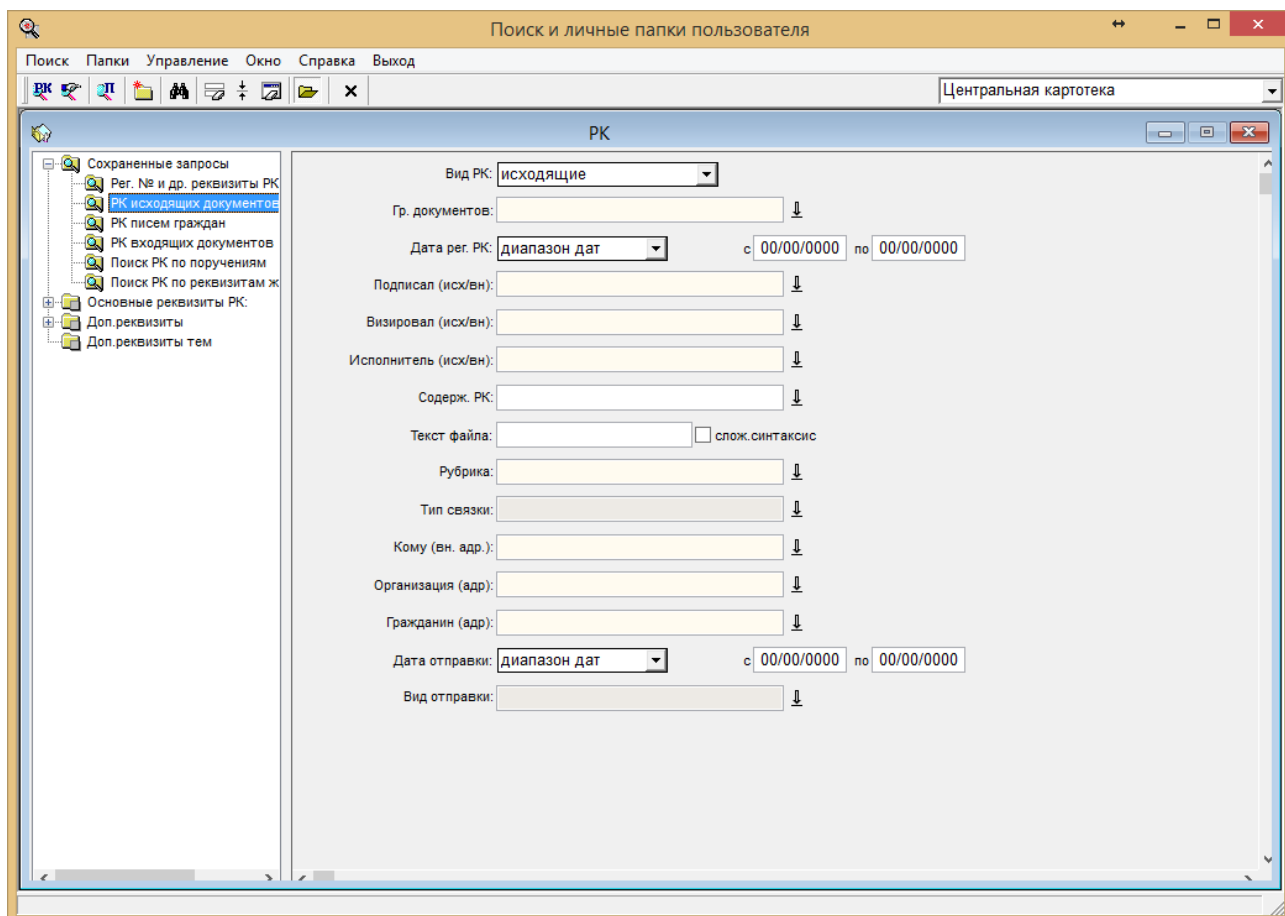 Поиск и личные папки пользователя
Поиск Папки Управление Окно Справка Выход
РК П Центральная картотека
РК
Сохраненные запросы
Рег. № и др. реквизиты РК
РК исходящих документов
РК писем граждан
РК входящих документов
Поиск РК по поручениям
Поиск РК по реквизитам ж
Основные реквизиты РК:
Доп.реквизиты
Доп.реквизиты тем
Вид РК: исходящие
Гр. документов:
Дата рег. РК: диапазон дат с 00/00/0000 по 00/00/0000
Подписал (исх/вн):
Визировал (исх/вн):
Исполнитель (исх/вн):
Содерж. РК:
Текст файла: слож.синтаксис
Рубрика:
Тип связки:
Кому (вн. адр.):
Организация (адр):
Гражданин (адр):
Дата отправки: диапазон дат с 00/00/0000 по 00/00/0000
Вид отправки: